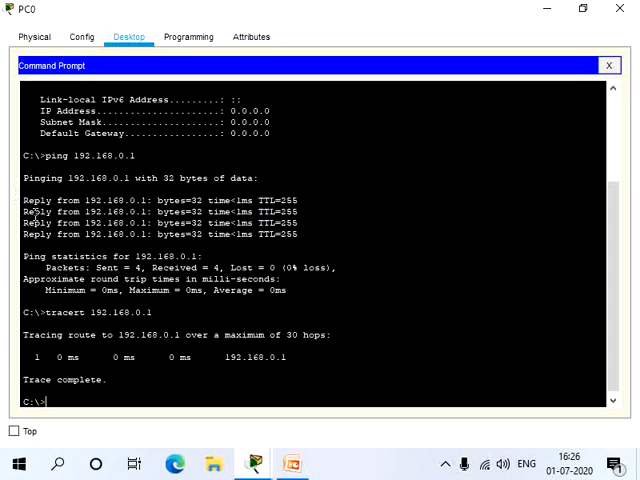 PC0
Physical Config Desktop Programming Attributes
Command Prompt X
Link-local IPv6 Address.........: ::
IP Address......................: 0.0.0.0
Subnet Mask.....................: 0.0.0.0
Default Gateway.................: 0.0.0.0
C:\>ping 192.168.0.1
Pinging 192.168.0.1 with 32 bytes of data:
Reply from 192.168.0.1: bytes=32 time<1ms TTL=255
Reply from 192.168.0.1: bytes=32 time<1ms TTL=255
Reply from 192.168.0.1: bytes=32 time<1ms TTL=255
Reply from 192.168.0.1: bytes=32 time<1ms TTL=255
Ping statistics for 192.168.0.1:
Packets: Sent = 4, Received = 4, Lost = 0 (0% loss),
Approximate round trip times in milli-seconds:
Minimum = 0ms, Maximum = 0ms, Average = 0ms
C:\>tracert 192.168.0.1
Tracing route to 192.168.0.1 over a maximum of 30 hops:
1 0 ms 0 ms 0 ms 192.168.0.1
Trace complete.
C:\>
Top
ENG 16:26
01-07-2020 1